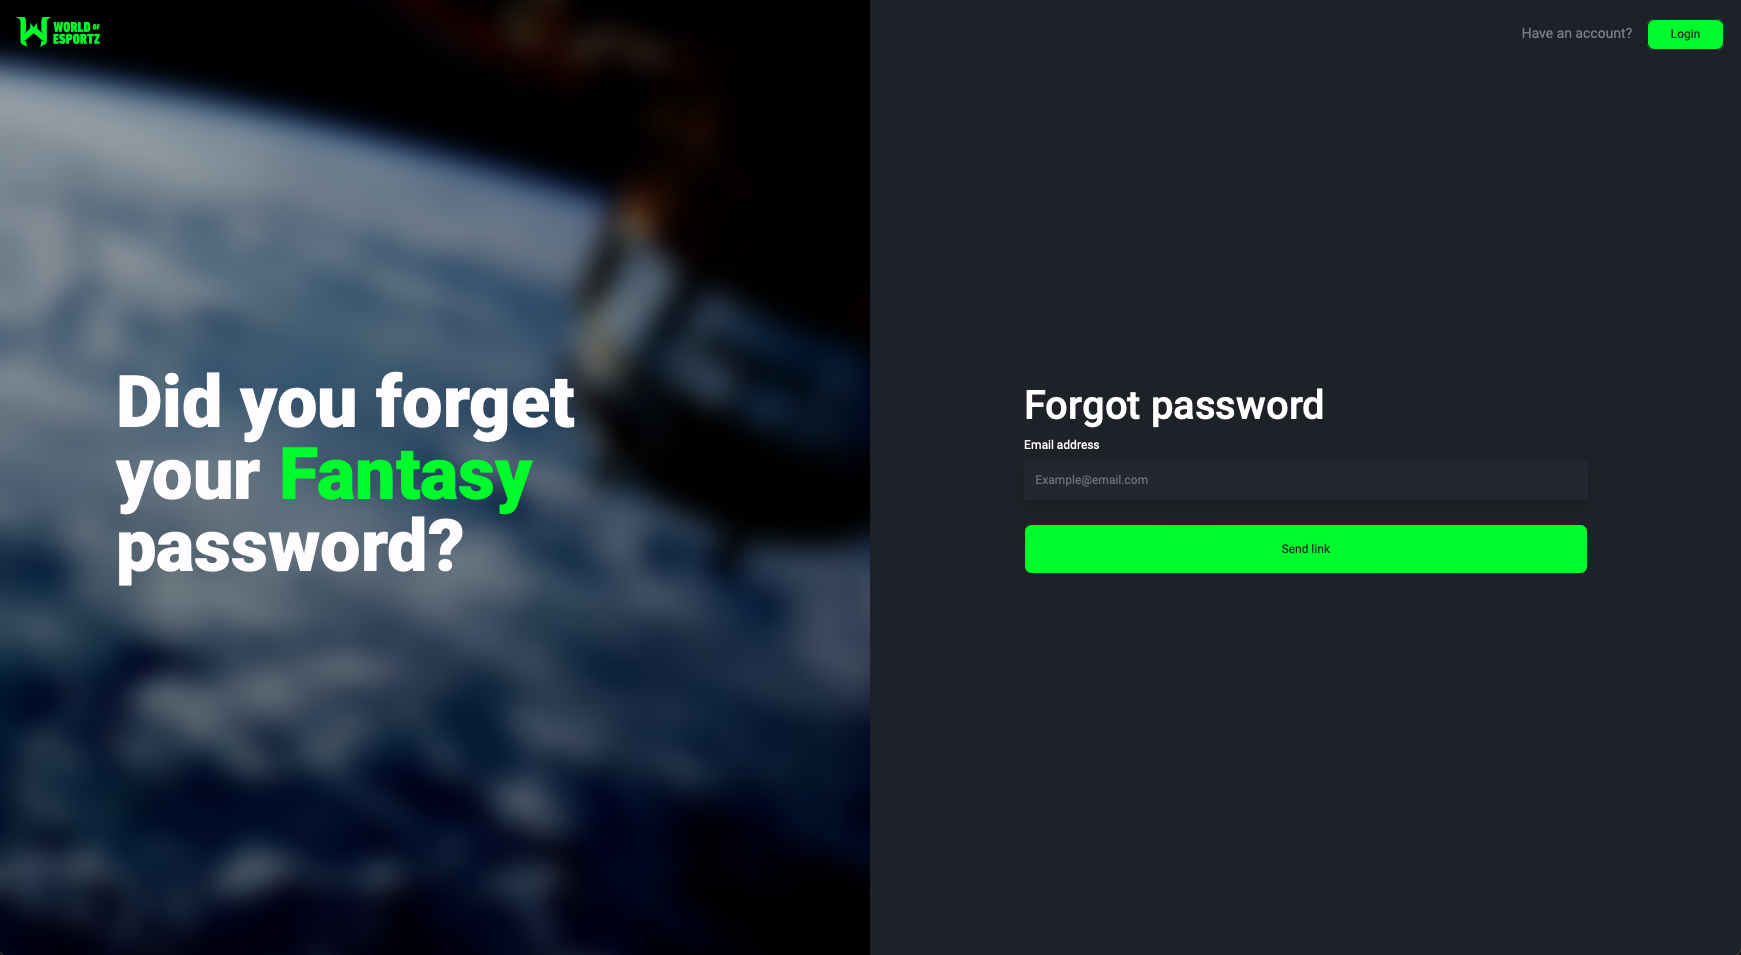 WORLD OF
ESPORTZ
Have an account?
Login
Did you forget
your Fantasy
password?
Forgot password
Email address
Example@email.com
Send link